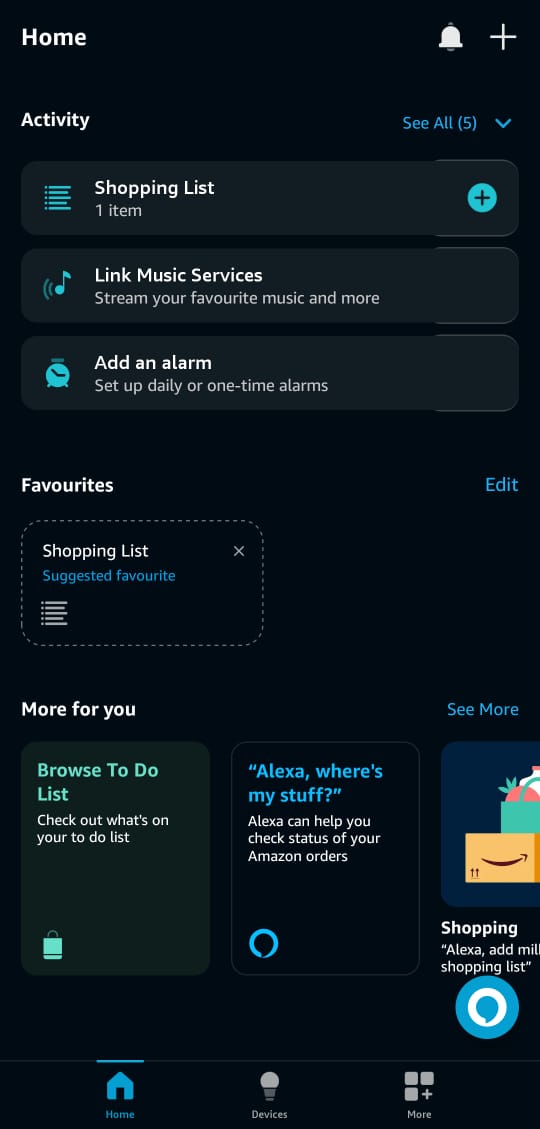 Home
Activity
See All (5)
Shopping List
1 item
Link Music Services
Stream your favourite music and more
Add an alarm
Set up daily or one-time alarms
Favourites
Edit
Shopping List
Suggested favourite
More for you
See More
Browse To Do
List
Check out what's on
your to do list
“Alexa, where's
my stuff?”
Alexa can help you
check status of your
Amazon orders
Shopping
“Alexa, add mil
shopping list”
Home
Devices
More